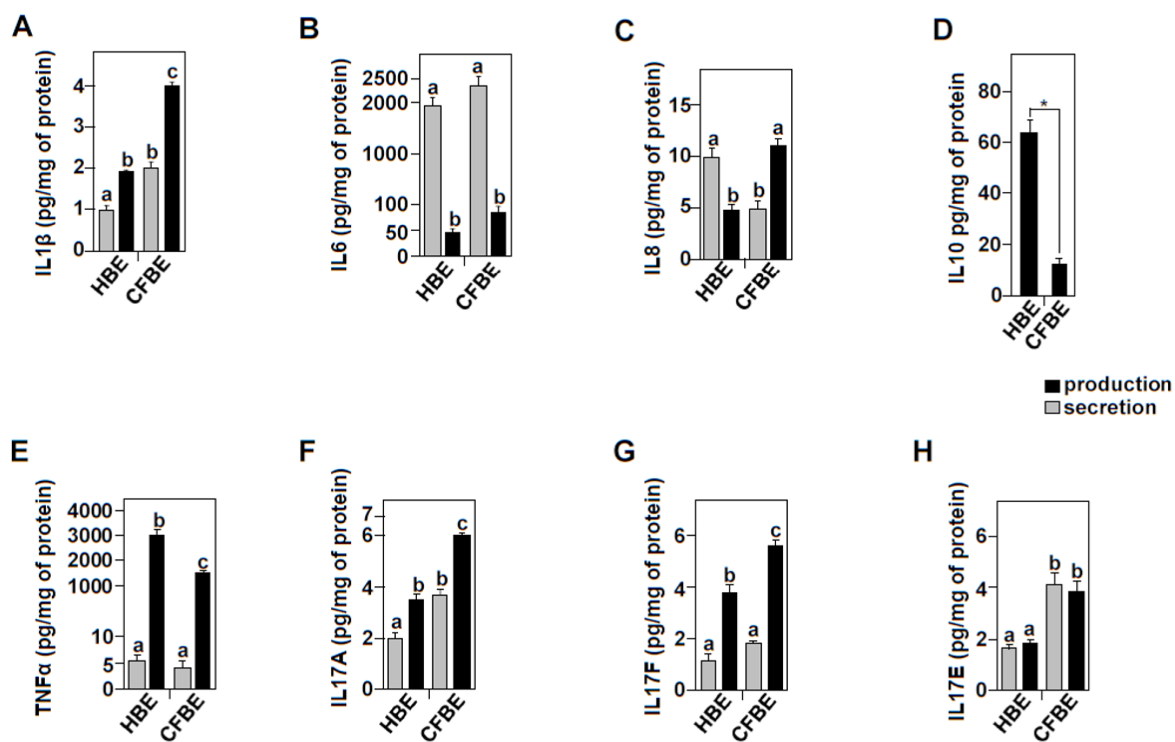 A
IL1β (pg/mg of protein)
4
3
2
1
0
a
b
b
c
HBE
CFBE
B
IL6 (pg/mg of protein)
2500
2000
1000
100
50
0
a
b
a
b
HBE
CFBE
C
IL8 (pg/mg of protein)
15
10
5
0
a
b
b
a
HBE
CFBE
D
IL10 pg/mg of protein
80
60
40
20
0
*
HBE
CFBE
production
secretion
E
TNFα (pg/mg of protein)
4000
3000
2000
1000
10
5
0
a
b
a
c
HBE
CFBE
F
IL17A (pg/mg of protein)
7
6
4
2
0
a
b
b
c
HBE
CFBE
G
IL17F (pg/mg of protein)
6
4
2
0
a
b
a
c
HBE
CFBE
H
IL17E (pg/mg of protein)
6
4
2
0
a
a
b
b
HBE
CFBE